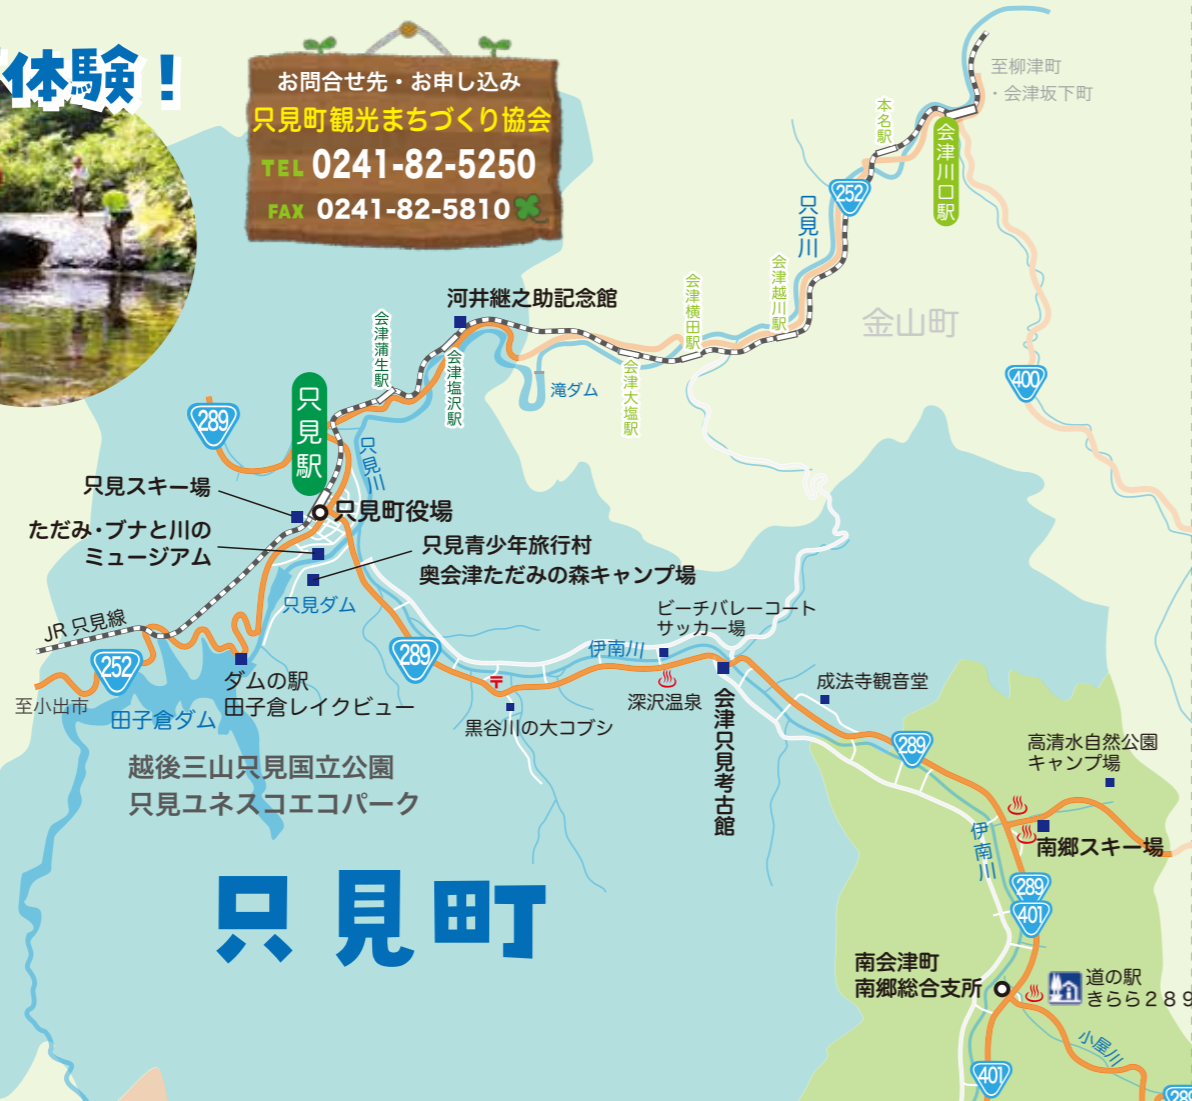 体験！
お問合せ先・お申し込み
只見町観光まちづくり協会
TEL 0241-82-5250
FAX 0241-82-5810
至柳津町
・会津坂下町
本名駅
会津川口駅
252
只見川
会津越川駅
会津横田駅
金山町
河井継之助記念館
会津蒲生駅
会津塩沢駅
会津大塩駅
滝ダム
400
289
只見駅
只見川
只見スキー場
只見町役場
ただみ・ブナと川の
ミュージアム
只見青少年旅行村
奥会津ただみの森キャンプ場
只見ダム
ビーチバレーコート
サッカー場
JR 只見線
伊南川
252
289
ダムの駅
田子倉レイクビュー
至小出市
田子倉ダム
〒
黒谷川の大コブシ
深沢温泉
会津只見考古館
成法寺観音堂
289
高清水自然公園
キャンプ場
越後三山只見国立公園
只見ユネスコエコパーク
伊南川
南郷スキー場
只見町
289
401
南会津町
南郷総合支所
道の駅
きらら２８９
小屋川
401
289